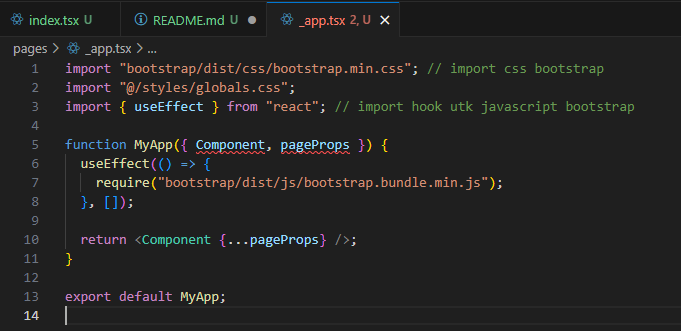 index.tsx U README.md U _app.tsx 2, U
pages > _app.tsx > ...
1 import "bootstrap/dist/css/bootstrap.min.css"; // import css bootstrap
2 import "@/styles/globals.css";
3 import { useEffect } from "react"; // import hook utk javascript bootstrap
4
5 function MyApp({ Component, pageProps }) {
6 useEffect(() => {
7 require("bootstrap/dist/js/bootstrap.bundle.min.js");
8 }, []);
9
10 return <Component {...pageProps} />;
11 }
12
13 export default MyApp;
14